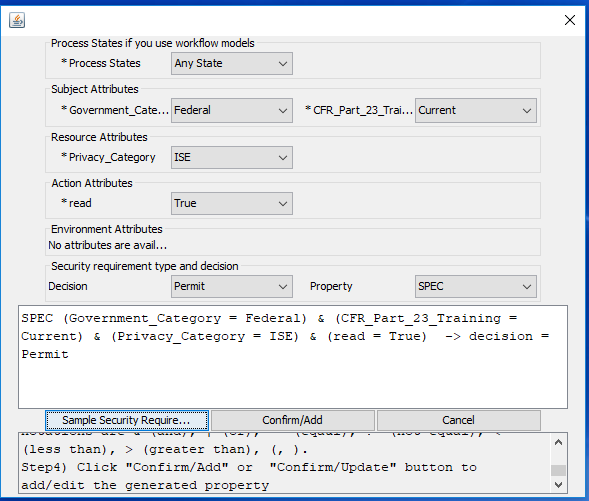 Process States if you use workflow models
* Process States Any State
Subject Attributes
* Government_Cate... Federal * CFR_Part_23_Trai... Current
Resource Attributes
* Privacy_Category ISE
Action Attributes
* read True
Environment Attributes
No attributes are avail...
Security requirement type and decision
Decision Permit Property SPEC
SPEC (Government_Category = Federal) & (CFR_Part_23_Training =
Current) & (Privacy_Category = ISE) & (read = True)  -> decision =
Permit
Sample Security Require... Confirm/Add Cancel
(less than), > (greater than), (, ).
Step4) Click "Confirm/Add" or  "Confirm/Update" button to
add/edit the generated property